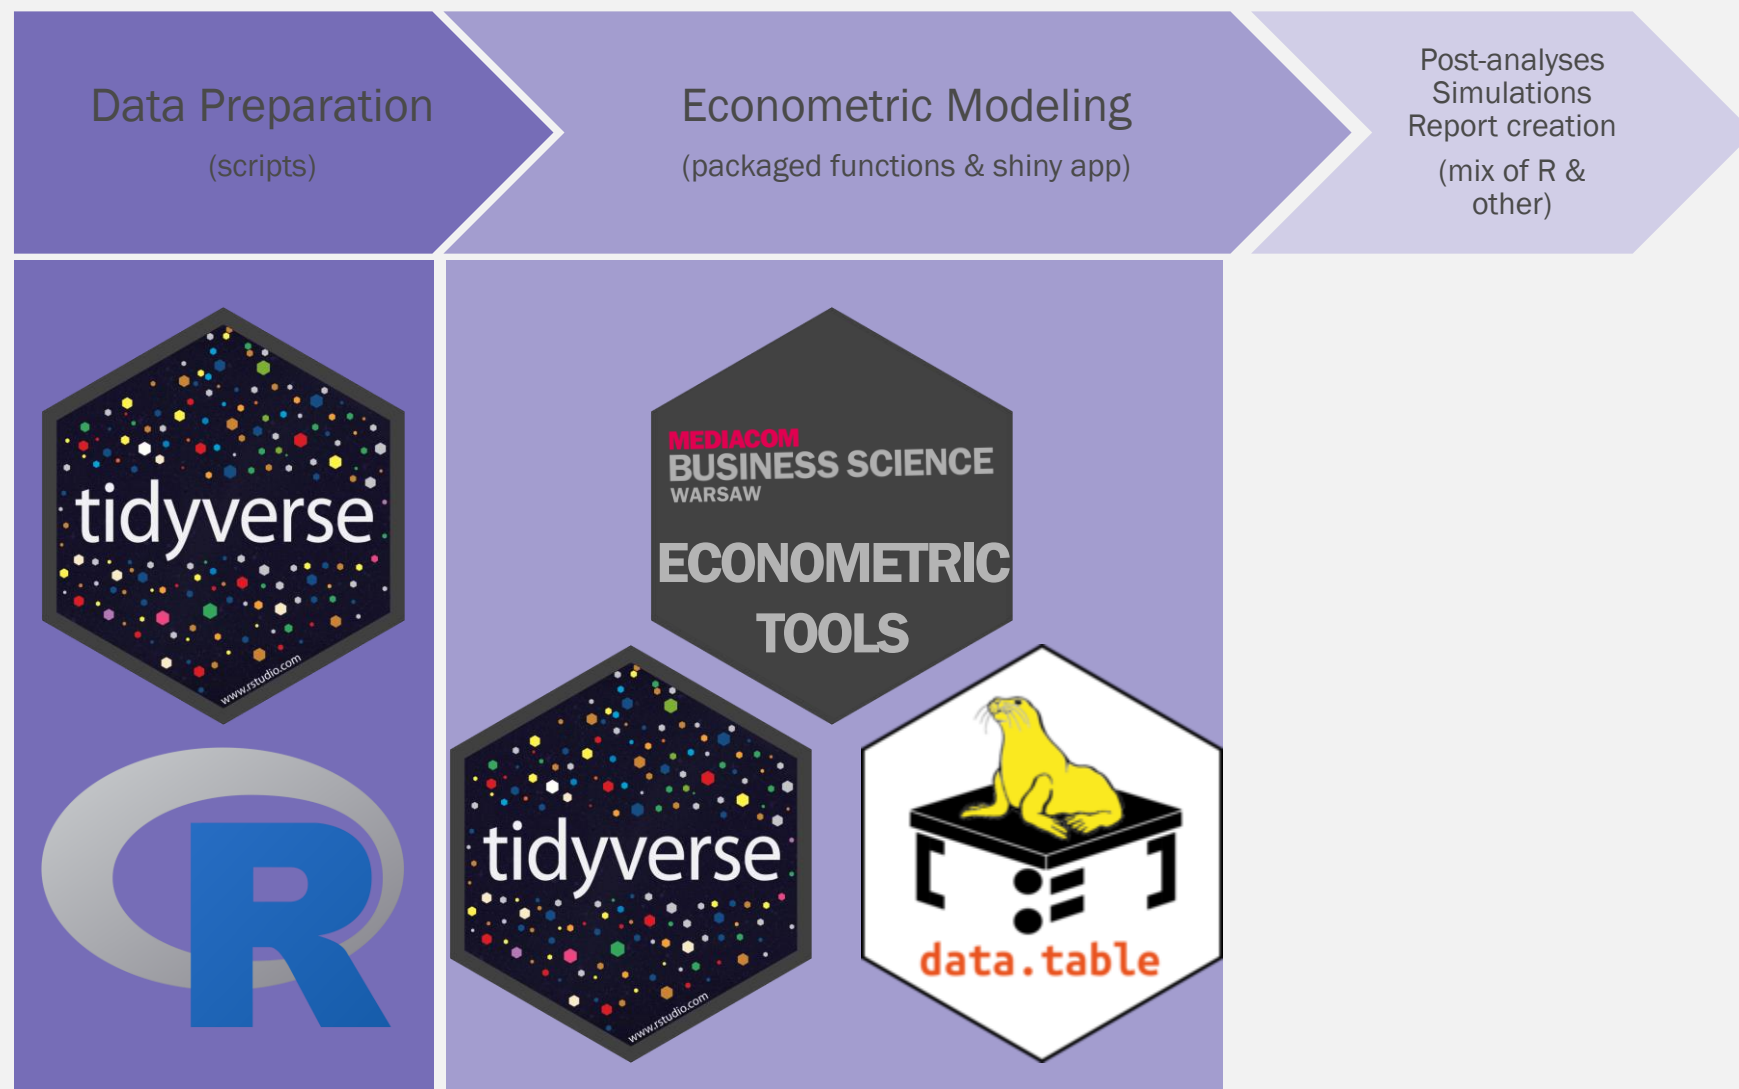 Data Preparation
(scripts)
Econometric Modeling
(packaged functions & shiny app)
Post-analyses
Simulations
Report creation
(mix of R &
other)
tidyverse
www.rstudio.com
R
MEDIACOM
BUSINESS SCIENCE
WARSAW
ECONOMETRIC
TOOLS
tidyverse
www.rstudio.com
data.table